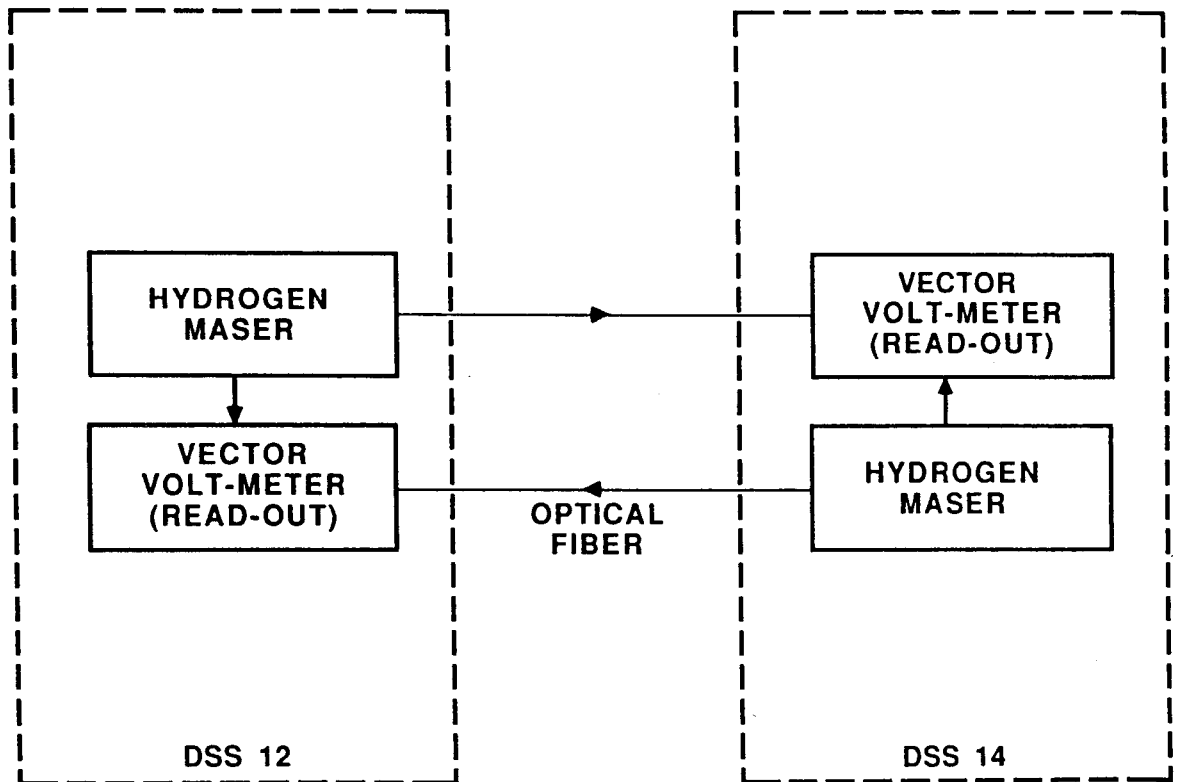 HYDROGEN
MASER
VECTOR
VOLT-METER
(READ-OUT)
VECTOR
VOLT-METER
(READ-OUT)
HYDROGEN
MASER
OPTICAL
FIBER
DSS 12
DSS 14